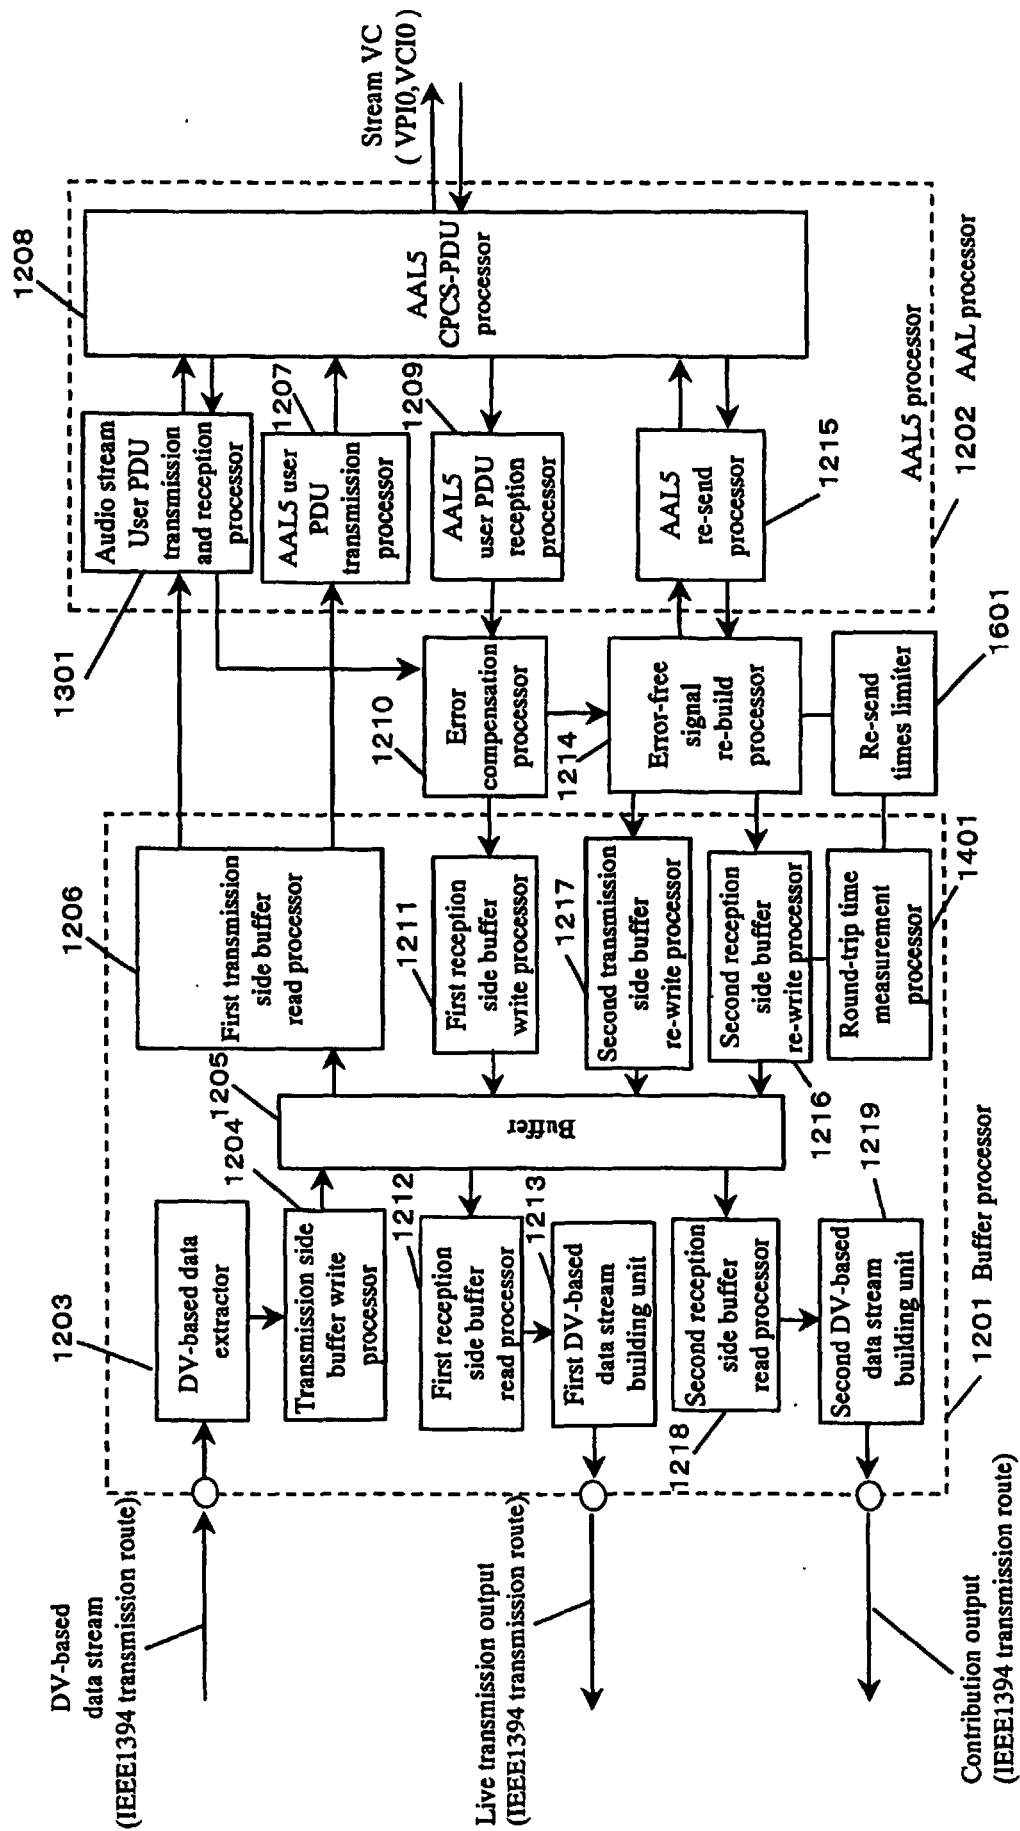 DV-based
data stream
(IEEE1394 transmission route)
Live transmission output
(IEEE1394 transmission route)
Contribution output
(IEEE1394 transmission route)
1203
DV-based data
extractor
1204
Transmission side
buffer write
processor
1212
First reception
side buffer
read processor
1213
First DV-based
data stream
building unit
1218
Second reception
side buffer
read processor
1219
Second DV-based
data stream
building unit
1201 Buffer processor
1205
Buffer
1206
First transmission
side buffer
read processor
1211
First reception
side buffer
write processor
1217
Second transmission
side buffer
re-write processor
1216
Second reception
side buffer
re-write processor
1401
Round-trip time
measurement
processor
1210
Error
compensation
processor
1214
Error-free
signal
re-build
processor
1601
Re-send
times limiter
1301
Audio stream
User PDU
transmission
and reception
processor
1207
AAL5 user
PDU
transmission
processor
1209
AAL5
user PDU
reception
processor
1215
AAL5
re-send
processor
1208
AAL5
CPCS-PDU
processor
AAL5 processor
1202 AAL processor
Stream VC
( VPI0,VCI0)